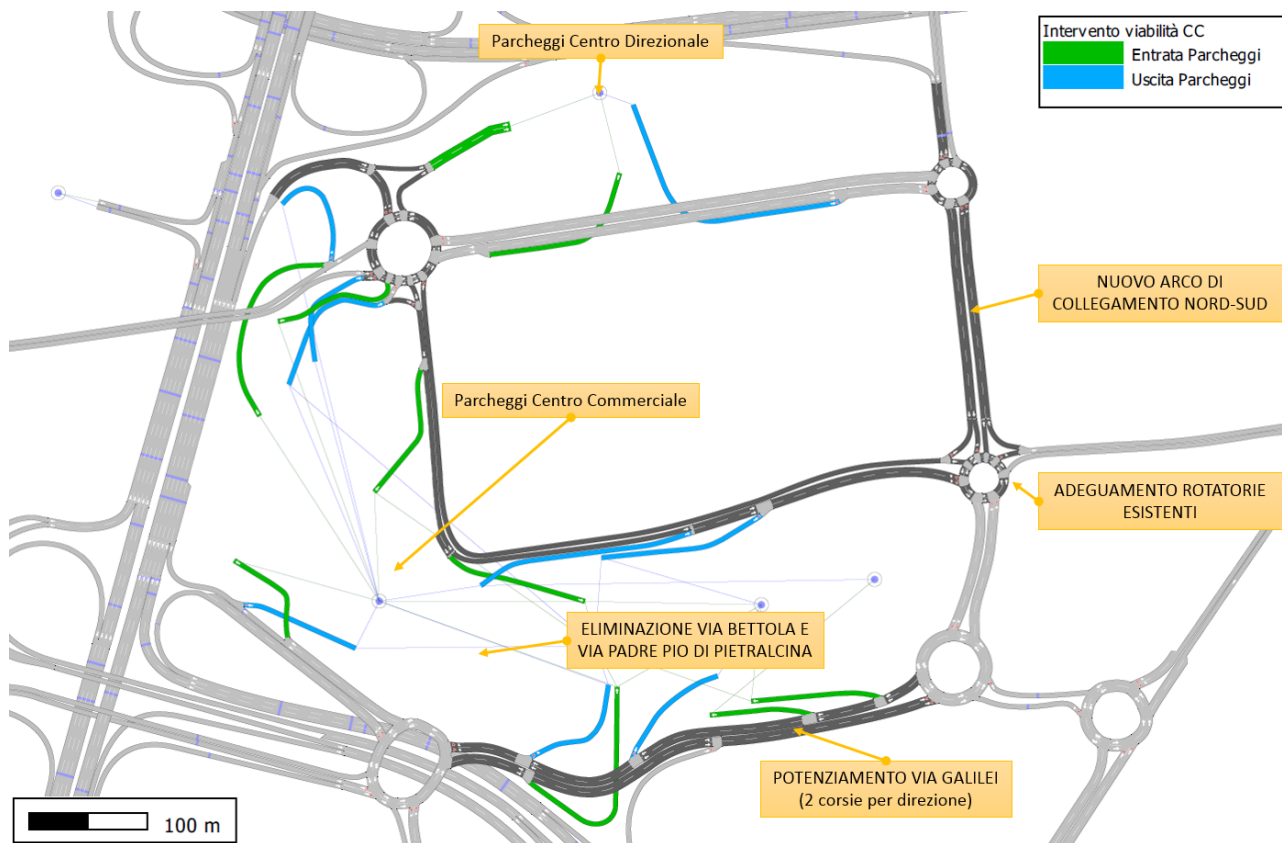 Parcheggi Centro Direzionale
Intervento viabilità CC
Entrata Parcheggi
Uscita Parcheggi
NUOVO ARCO DI
COLLEGAMENTO NORD-SUD
Parcheggi Centro Commerciale
ADEGUAMENTO ROTATORIE
ESISTENTI
ELIMINAZIONE VIA BETTOLA E
VIA PADRE PIO DI PIETRALCINA
POTENZIAMENTO VIA GALILEI
(2 corsie per direzione)
100 m